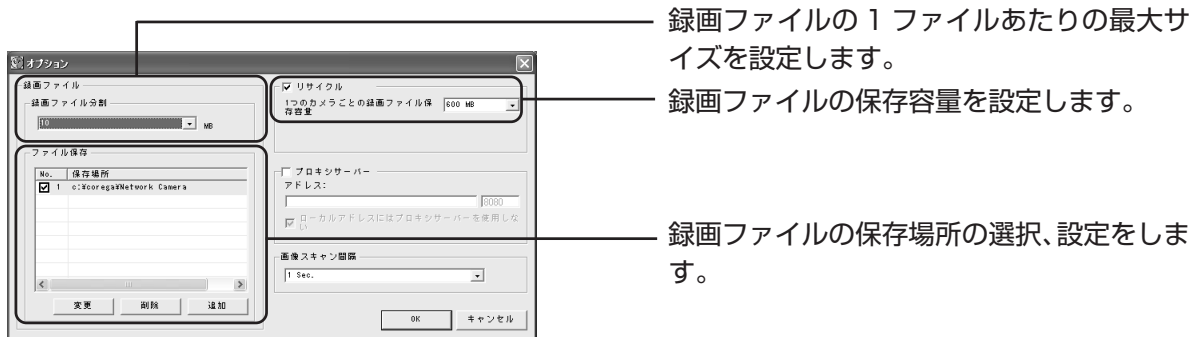 録画ファイルの 1 ファイルあたりの最大サ
イズを設定します。
録画ファイルの保存容量を設定します。
録画ファイルの保存場所の選択、設定をしま
す。
オプション
録画ファイル
録画ファイル分割
10
MB
ファイル保存
No. 保存場所
1 c:¥corega¥Network Camera
変更 削除 追加
リサイクル
1つのカメラごとの録画ファイル保
存容量
600 MB
プロキシサーバー
アドレス:
8080
ローカルアドレスにはプロキシサーバーを使用しな
い
画像スキャン間隔
1 Sec.
OK キャンセル